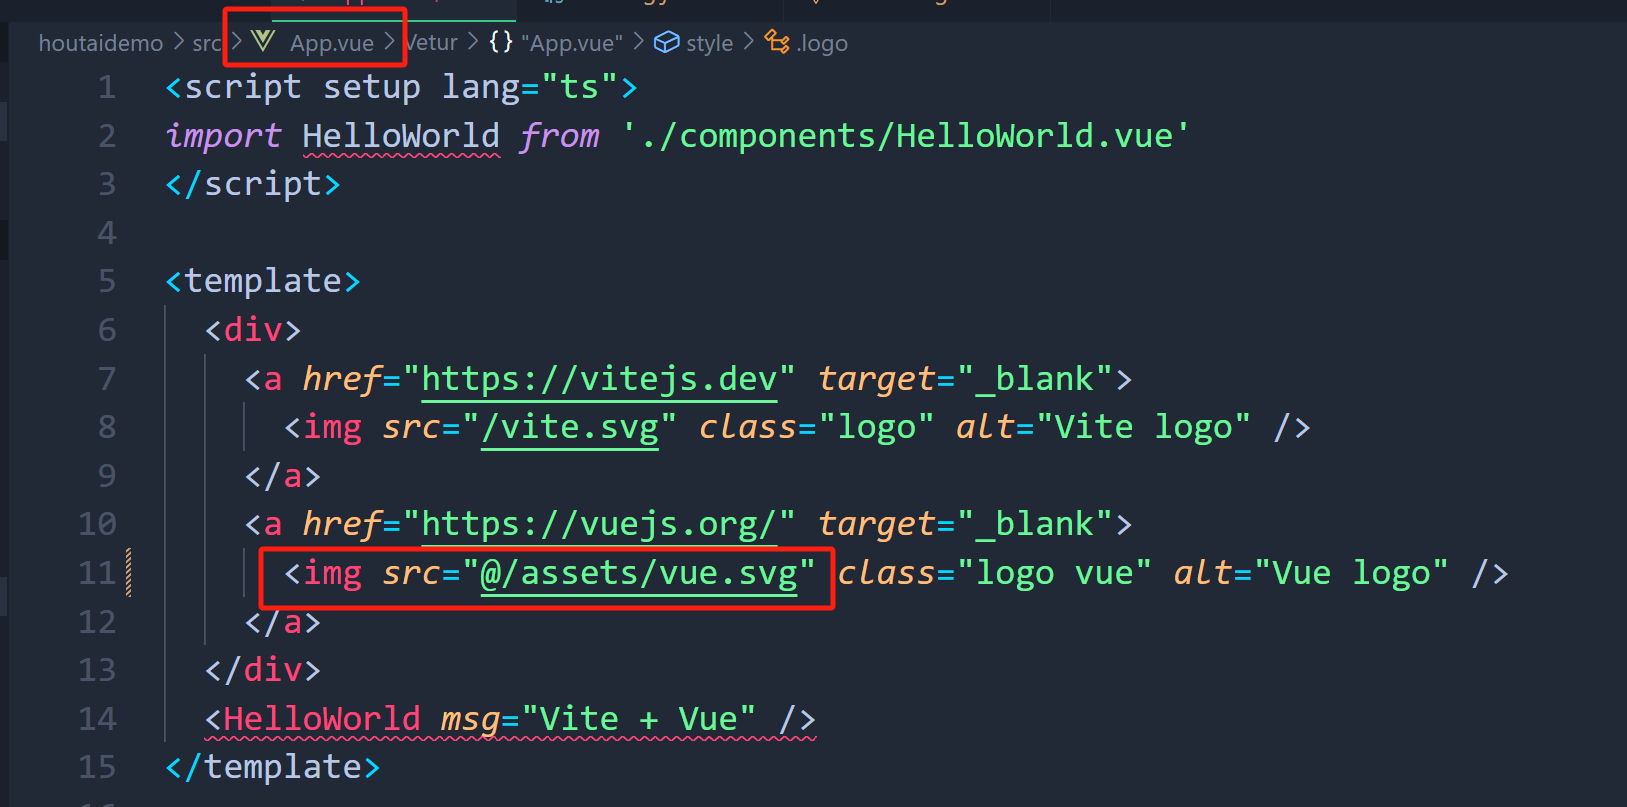 houtaidemo > src > App.vue > Vetur > {} "App.vue" > style > .logo
1 <script setup lang="ts">
2 import HelloWorld from './components/HelloWorld.vue'
3 </script>
4
5 <template>
6 <div>
7 <a href="https://vitejs.dev" target="_blank">
8 <img src="/vite.svg" class="logo" alt="Vite logo" />
9 </a>
10 <a href="https://vuejs.org/" target="_blank">
11 <img src="@/assets/vue.svg" class="logo vue" alt="Vue logo" />
12 </a>
13 </div>
14 <HelloWorld msg="Vite + Vue" />
15 </template>